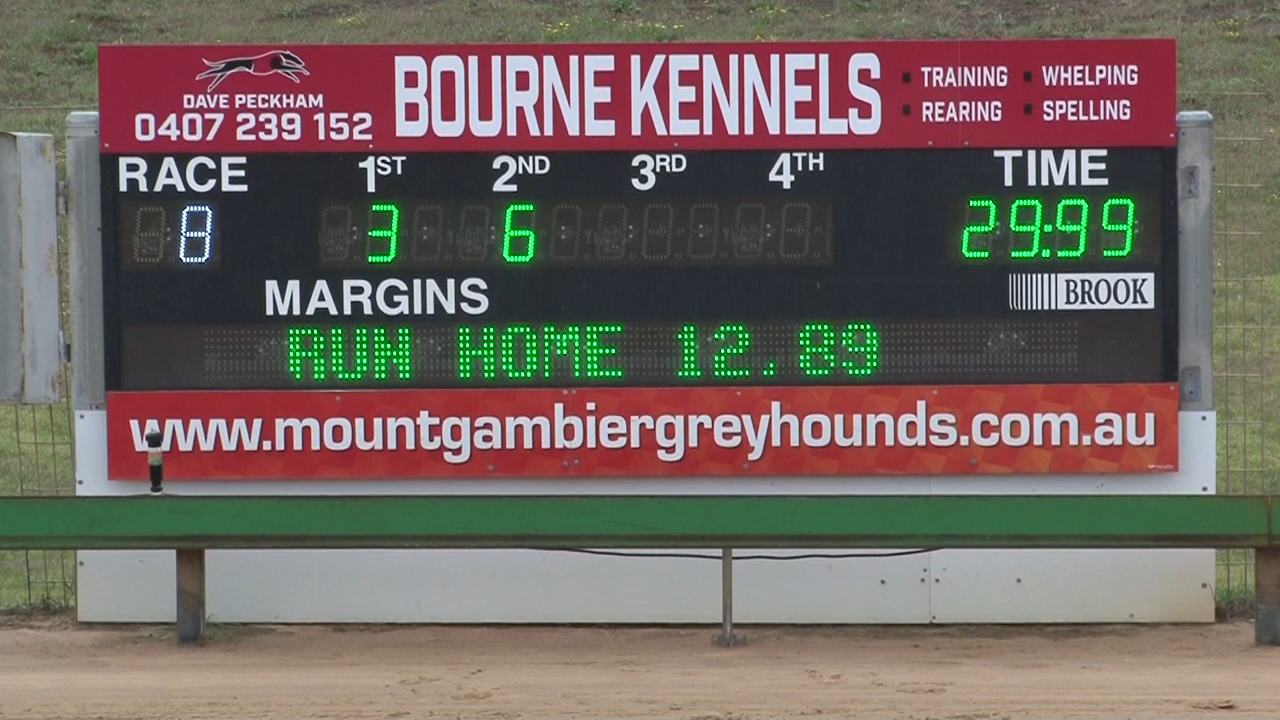 DAVE PECKHAM
0407 239 152
BOURNE KENNELS
▪ TRAINING ▪ WHELPING
▪ REARING ▪ SPELLING
RACE 1ST 2ND 3RD 4TH TIME
8 3 6 29:99
MARGINS
BROOK
RUN HOME 12.89
www.mountgambiergreyhounds.com.au